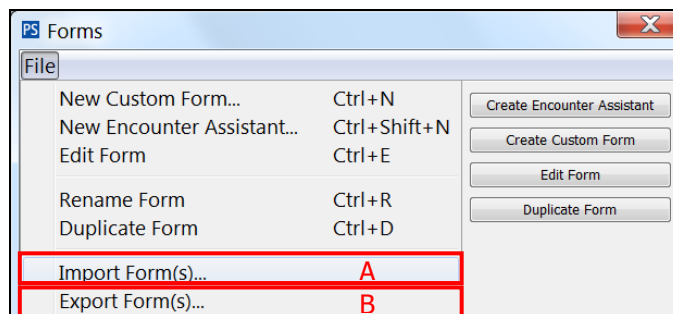 PS Forms X
File
New Custom Form... Ctrl+N
New Encounter Assistant... Ctrl+Shift+N
Edit Form Ctrl+E
Rename Form Ctrl+R
Duplicate Form Ctrl+D
Import Form(s)... A
Export Form(s)... B
Create Encounter Assistant
Create Custom Form
Edit Form
Duplicate Form